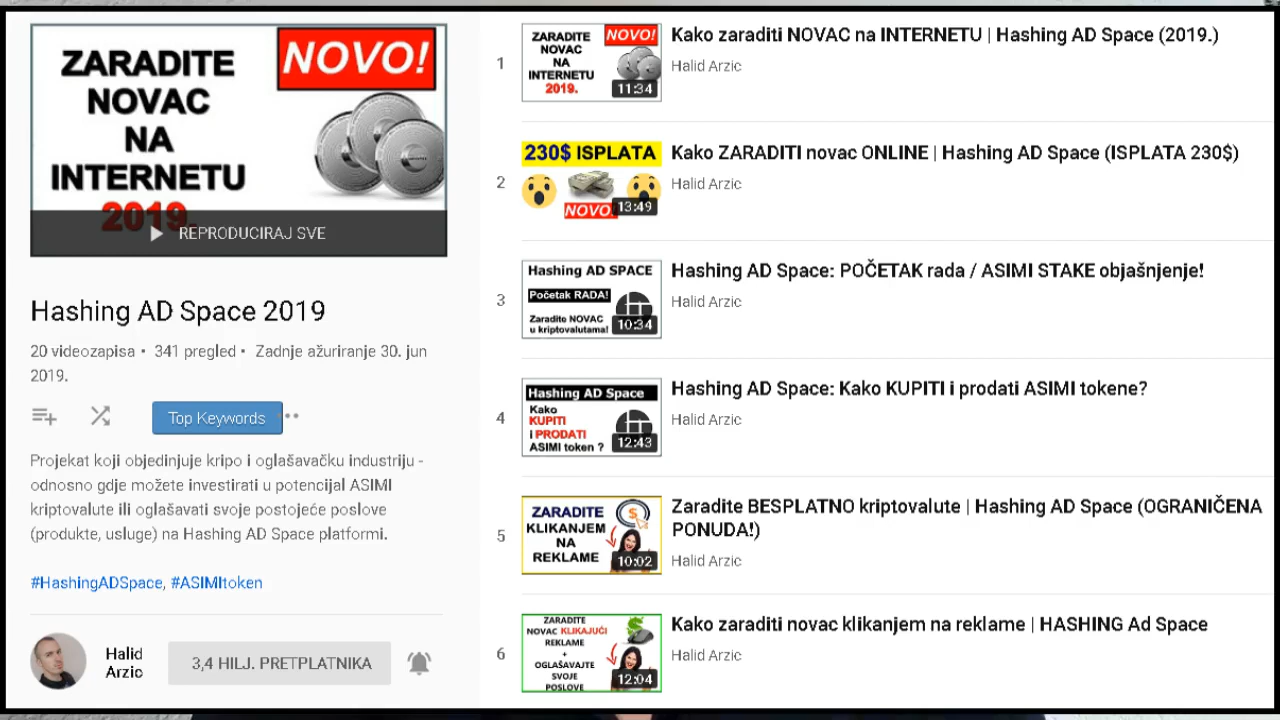 ZARADITE
NOVAC
NA
INTERNETU
2019.
NOVO!
REPRODUCIRAJ SVE
Hashing AD Space 2019
20 videozapisa • 341 pregled • Zadnje ažuriranje 30. jun
2019.
Top Keywords
Projekat koji objedinjuje kripo i oglašavačku industriju -
odnosno gdje možete investirati u potencijal ASIMI
kriptovalute ili oglašavati svoje postojeće poslove
(produkte, usluge) na Hashing AD Space platformi.
#HashingADSpace, #ASIMItoken
Halid
Arzic
3,4 HILJ. PRETPLATNIKA
1
ZARADITE
NOVAC
NA
INTERNETU
2019.
NOVO!
11:34
Kako zaraditi NOVAC na INTERNETU | Hashing AD Space (2019.)
Halid Arzic
2
230$ ISPLATA
NOVO!
13:49
Kako ZARADITI novac ONLINE | Hashing AD Space (ISPLATA 230$)
Halid Arzic
3
Hashing AD SPACE
Početak RADA!
Zaradite NOVAC
u kriptovalutama!
10:34
Hashing AD Space: POČETAK rada / ASIMI STAKE objašnjenje!
Halid Arzic
4
Hashing AD Space
Kako
KUPITI
i PRODATI
ASIMI token ?
12:43
Hashing AD Space: Kako KUPITI i prodati ASIMI tokene?
Halid Arzic
5
ZARADITE
KLIKANJEM
NA
REKLAME
10:02
Zaradite BESPLATNO kriptovalute | Hashing AD Space (OGRANIČENA
PONUDA!)
Halid Arzic
6
ZARADITE
NOVAC KLIKAJUĆI
REKLAME
+
OGLAŠAVAJTE
SVOJE
POSLOVE
12:04
Kako zaraditi novac klikanjem na reklame | HASHING Ad Space
Halid Arzic